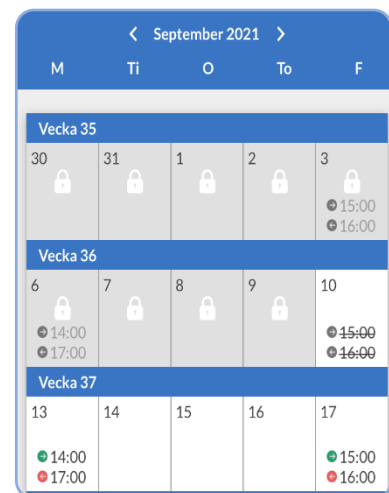 September 2021
M Ti O To F
Vecka 35
30 31 1 2 3
15:00
16:00
Vecka 36
6 7 8 9 10
14:00 15:00
17:00 16:00
Vecka 37
13 14 15 16 17
14:00 15:00
17:00 16:00